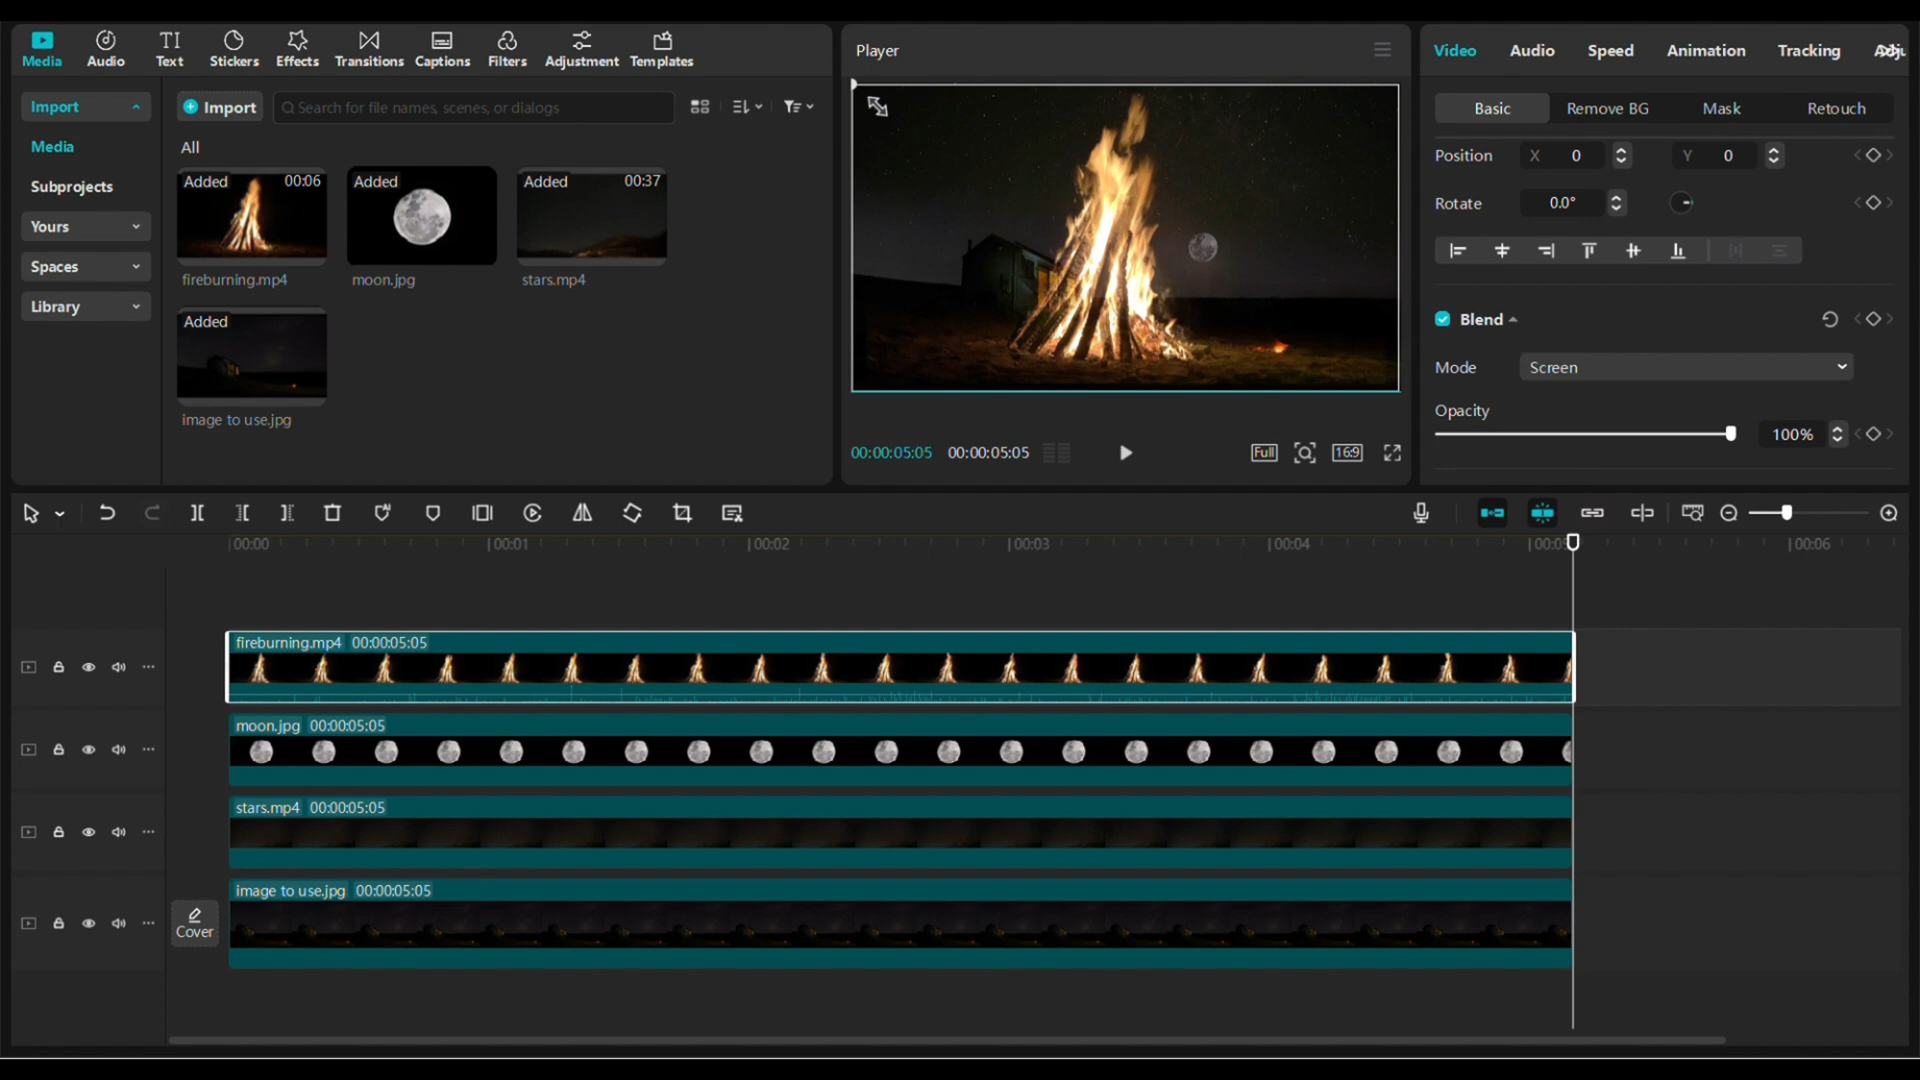 Media Audio Text Stickers Effects Transitions Captions Filters Adjustment Templates
Import
Media
Subprojects
Yours
Spaces
Library
Import
Search for file names, scenes, or dialogs
All
Added 00:06
fireburning.mp4
Added
moon.jpg
Added 00:37
stars.mp4
Added
image to use.jpg
Player
00:00:05:05 00:00:05:05
Full
16:9
Video Audio Speed Animation Tracking
Basic Remove BG Mask Retouch
Position X 0 Y 0
Rotate 0.0°
Blend
Mode Screen
Opacity
100%
00:00 00:01 00:02 00:03 00:04 00:06
fireburning.mp4 00:00:05:05
moon.jpg 00:00:05:05
stars.mp4 00:00:05:05
image to use.jpg 00:00:05:05
Cover